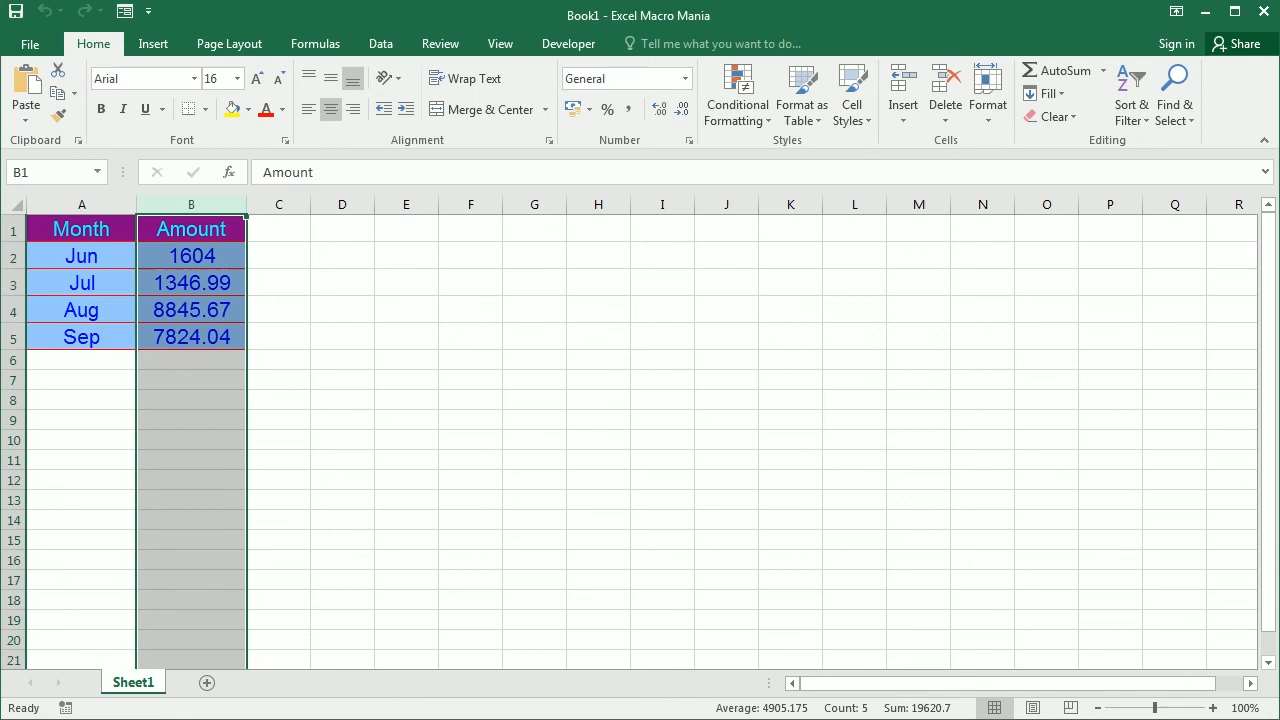 Book1 - Excel Macro Mania
File Home Insert Page Layout Formulas Data Review View Developer Tell me what you want to do... Sign in Share
Paste
Clipboard
Arial 16
B I U
Font
Wrap Text
Merge & Center
Alignment
General
%
Number
Conditional Formatting
Format as Table
Cell Styles
Styles
Insert Delete Format
Cells
AutoSum
Fill
Clear
Sort & Filter
Find & Select
Editing
B1 fx Amount
A B C D E F G H I J K L M N O P Q R
1 Month Amount
2 Jun 1604
3 Jul 1346.99
4 Aug 8845.67
5 Sep 7824.04
6
7
8
9
10
11
12
13
14
15
16
17
18
19
20
21
Sheet1
Ready Average: 4905.175 Count: 5 Sum: 19620.7 100%